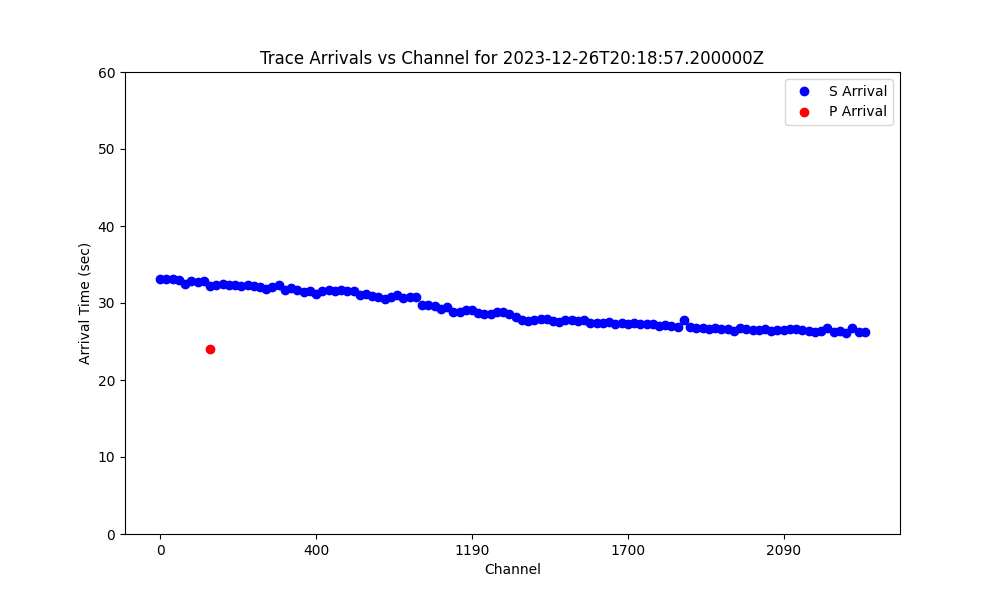 Trace Arrivals vs Channel for 2023-12-26T20:18:57.200000Z
60
50
40
30
20
10
0
Arrival Time (sec)
S Arrival
P Arrival
0 400 1190 1700 2090
Channel